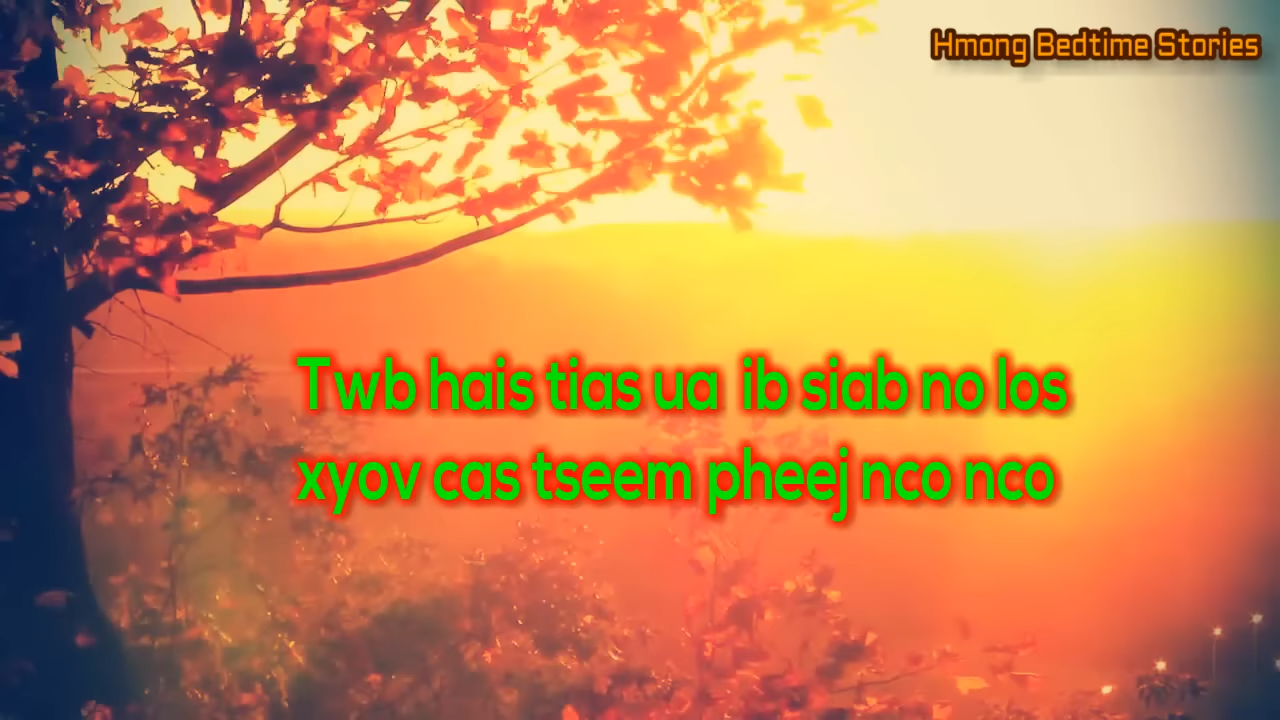 Hmong Bedtime Stories
Twb hais tias ua ib siab no los
xyov cas tseem pheej nco nco